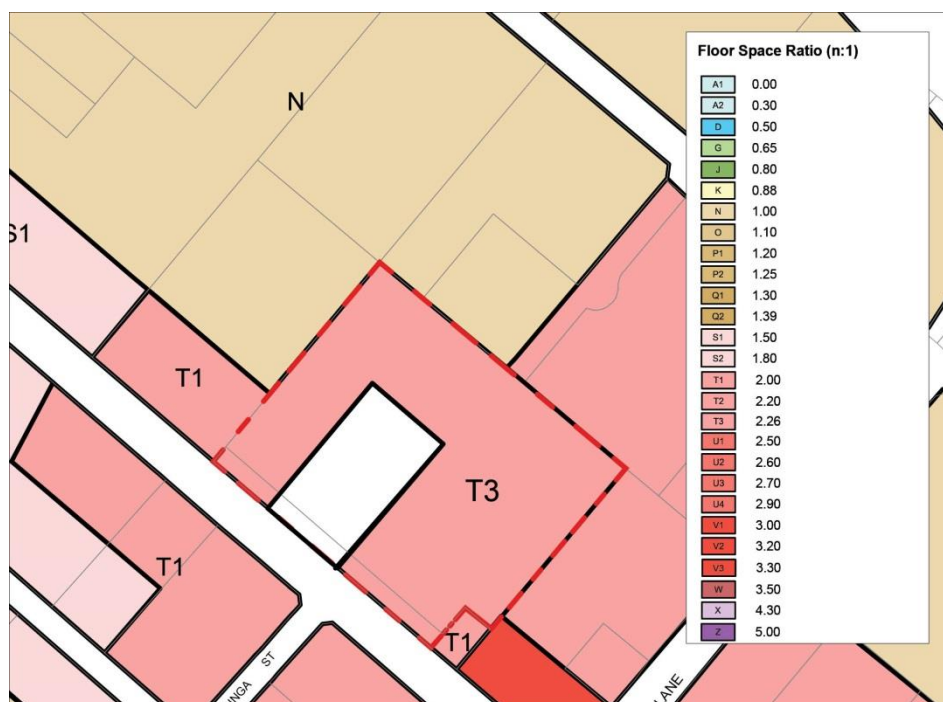 Floor Space Ratio (n:1)
A1 0.00
A2 0.30
D 0.50
G 0.65
J 0.80
K 0.88
N 1.00
O 1.10
P1 1.20
P2 1.25
Q1 1.30
Q2 1.39
S1 1.50
S2 1.80
T1 2.00
T2 2.20
T3 2.26
U1 2.50
U2 2.60
U3 2.70
U4 2.90
V1 3.00
V2 3.20
V3 3.30
W 3.50
X 4.30
Z 5.00
N
S1
T1
T3
T1
T1
INGA ST
LANE